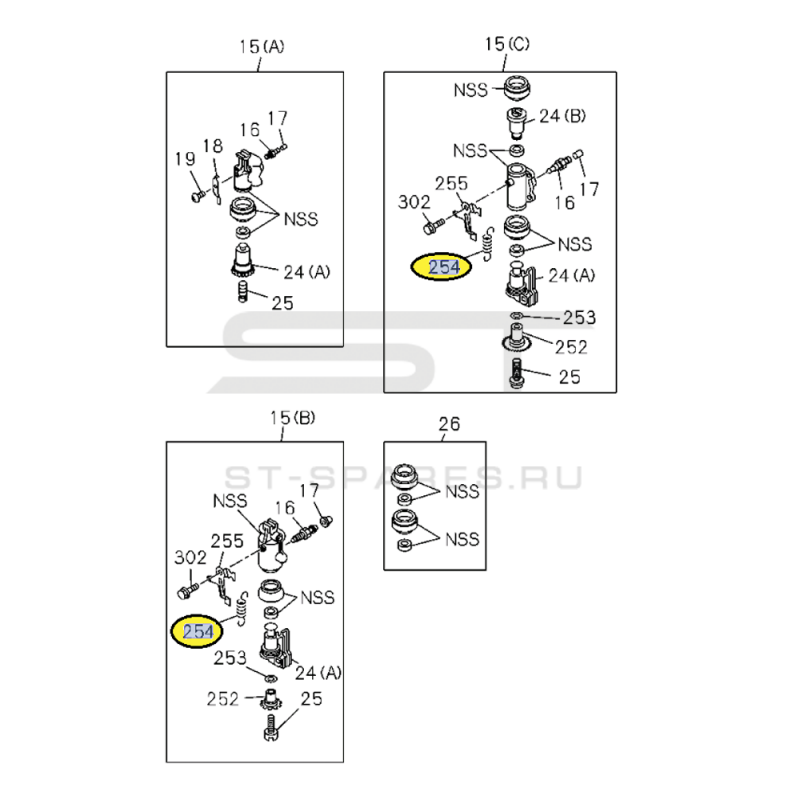 15(A)
17
16
18
19
NSS
24(A)
25
15(C)
NSS
24(B)
NSS
17
16
255
302
NSS
254
24(A)
253
252
25
ST
ST-SPARES.RU
15(B)
17
NSS
16
255
302
NSS
254
253
24(A)
252
25
26
NSS
NSS